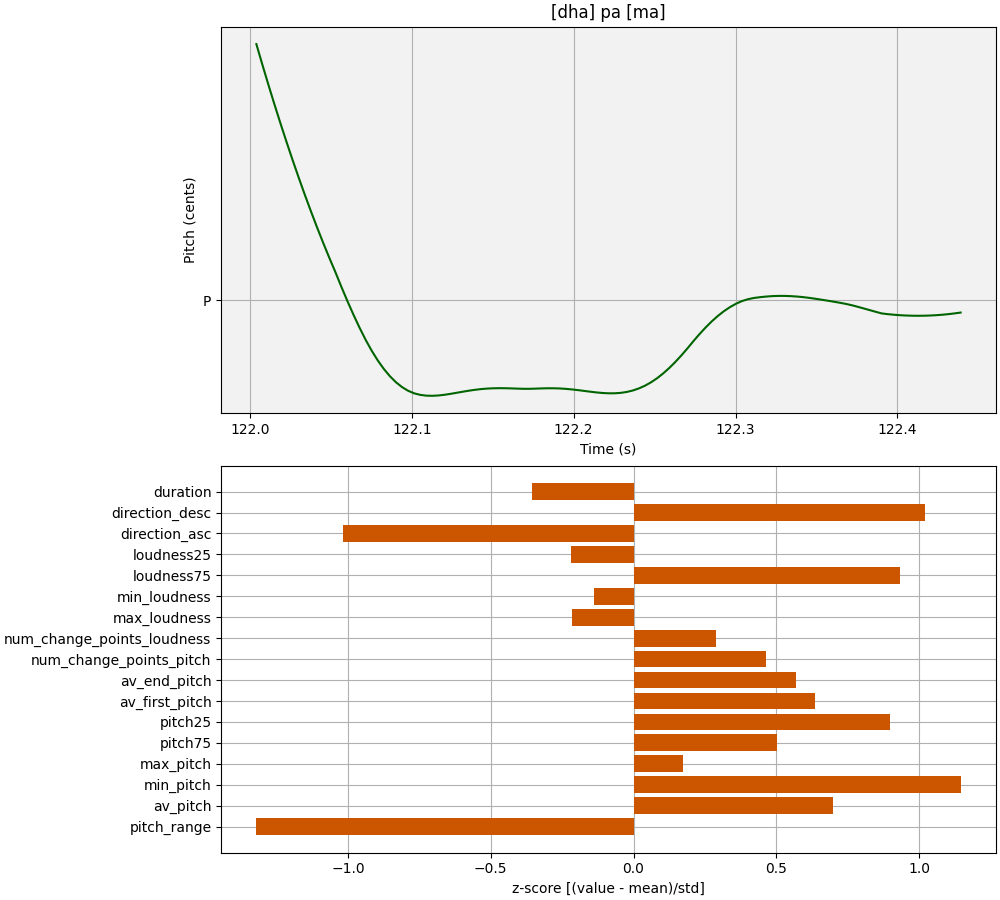 [dha] pa [ma]
Pitch (cents)
P
122.0 122.1 122.2 122.3 122.4
Time (s)
duration
direction_desc
direction_asc
loudness25
loudness75
min_loudness
max_loudness
num_change_points_loudness
num_change_points_pitch
av_end_pitch
av_first_pitch
pitch25
pitch75
max_pitch
min_pitch
av_pitch
pitch_range
−1.0 −0.5 0.0 0.5 1.0
z-score [(value - mean)/std]